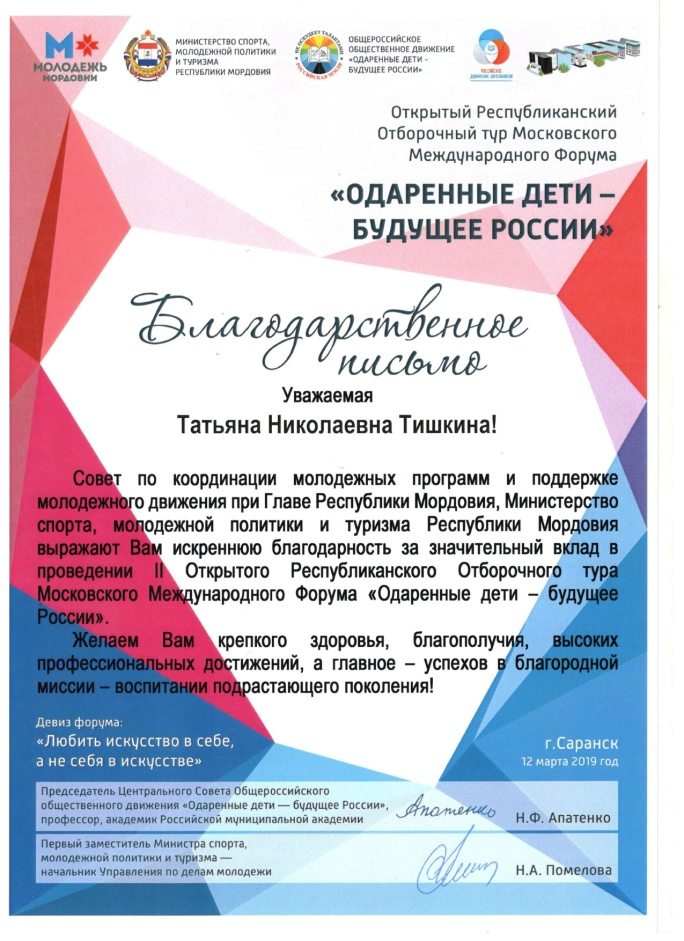 МОЛОДЕЖЬ
МОРДОВИИ
МИНИСТЕРСТВО СПОРТА,
МОЛОДЕЖНОЙ ПОЛИТИКИ
И ТУРИЗМА
РЕСПУБЛИКИ МОРДОВИЯ
НЕ ОСКУДЕЕТ ТАЛАНТАМИ
РОССИЙСКАЯ ЗЕМЛЯ
ОБЩЕРОССИЙСКОЕ
ОБЩЕСТВЕННОЕ ДВИЖЕНИЕ
«ОДАРЕННЫЕ ДЕТИ -
БУДУЩЕЕ РОССИИ»
РОССИЙСКОЕ
ДВИЖЕНИЕ ШКОЛЬНИКОВ
Открытый Республиканский
Отборочный тур Московского
Международного Форума
«ОДАРЕННЫЕ ДЕТИ –
БУДУЩЕЕ РОССИИ»
Благодарственное
письмо
Уважаемая
Татьяна Николаевна Тишкина!
Совет по координации молодежных программ и поддержке
молодежного движения при Главе Республики Мордовия, Министерство
спорта, молодежной политики и туризма Республики Мордовия
выражают Вам искреннюю благодарность за значительный вклад в
проведении II Открытого Республиканского Отборочного тура
Московского Международного Форума «Одаренные дети – будущее
России».
Желаем Вам крепкого здоровья, благополучия, высоких
профессиональных достижений, а главное – успехов в благородной
миссии – воспитании подрастающего поколения!
Девиз форума:
«Любить искусство в себе,
а не себя в искусстве»
г.Саранск
12 марта 2019 год
Председатель Центрального Совета Общероссийского
общественного движения «Одаренные дети — будущее России»,
профессор, академик Российской муниципальной академии
Апатенко
Н.Ф. Апатенко
Первый заместитель Министра спорта,
молодежной политики и туризма —
начальник Управления по делам молодежи
Н.А. Помелова